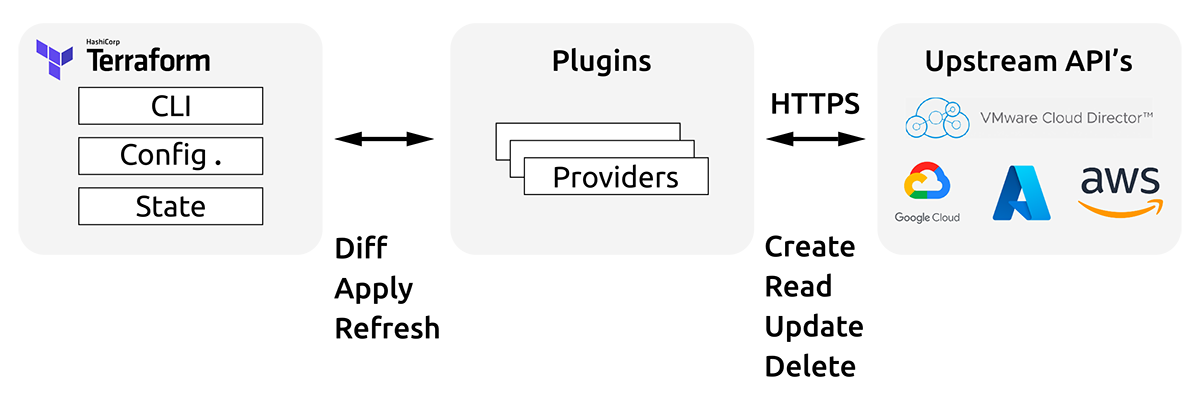 HashiCorp
Terraform
CLI
Config .
State
Diff
Apply
Refresh
Plugins
Providers
HTTPS
Create
Read
Update
Delete
Upstream API’s
VMware Cloud Director™
Google Cloud
aws